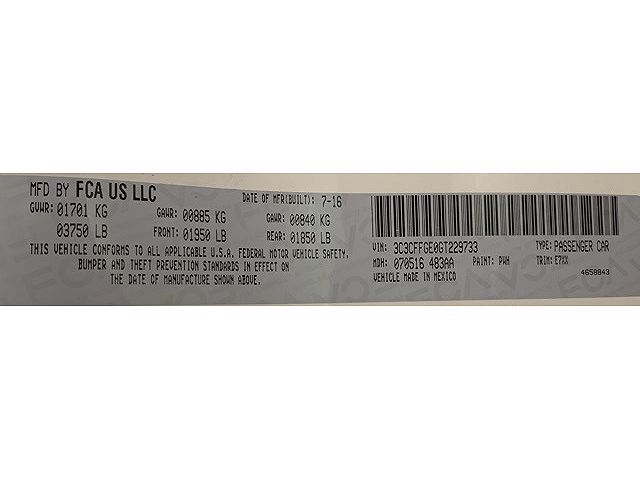 MFD BY FCA US LLC
DATE OF MFR(BUILT): 7-16
GVWR: 01701 KG GAWR: 00885 KG GAWR: 00840 KG
03750 LB FRONT: 01950 LB REAR: 01850 LB
THIS VEHICLE CONFORMS TO ALL APPLICABLE U.S.A. FEDERAL MOTOR VEHICLE SAFETY,
BUMPER AND THEFT PREVENTION STANDARDS IN EFFECT ON
THE DATE OF MANUFACTURE SHOWN ABOVE.
VIN: 3C3CFFGE0GT229733 TYPE: PASSENGER CAR
MDH: 070516 483AA PAINT: PWH TRIM: E7XX
VEHICLE MADE IN MEXICO 4658843